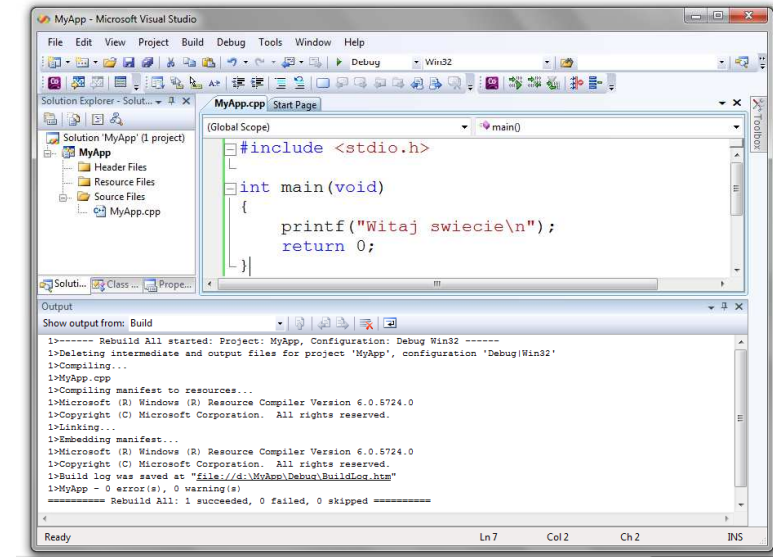 MyApp - Microsoft Visual Studio
File Edit View Project Build Debug Tools Window Help
Debug Win32
Solution Explorer - Solut...
MyApp.cpp Start Page
(Global Scope) main()
Toolbox
Solution 'MyApp' (1 project)
MyApp
Header Files
Resource Files
Source Files
MyApp.cpp
#include <stdio.h>
int main(void)
{
printf("Witaj swiecie\n");
return 0;
}
Soluti... Class ... Prope...
Output
Show output from: Build
1>------ Rebuild All started: Project: MyApp, Configuration: Debug Win32 ------
1>Deleting intermediate and output files for project 'MyApp', configuration 'Debug|Win32'
1>Compiling...
1>MyApp.cpp
1>Compiling manifest to resources...
1>Microsoft (R) Windows (R) Resource Compiler Version 6.0.5724.0
1>Copyright (C) Microsoft Corporation.  All rights reserved.
1>Linking...
1>Embedding manifest...
1>Microsoft (R) Windows (R) Resource Compiler Version 6.0.5724.0
1>Copyright (C) Microsoft Corporation.  All rights reserved.
1>Build log was saved at "file://d:\MyApp\Debug\BuildLog.htm"
1>MyApp - 0 error(s), 0 warning(s)
========== Rebuild All: 1 succeeded, 0 failed, 0 skipped ==========
Ready Ln 7 Col 2 Ch 2 INS